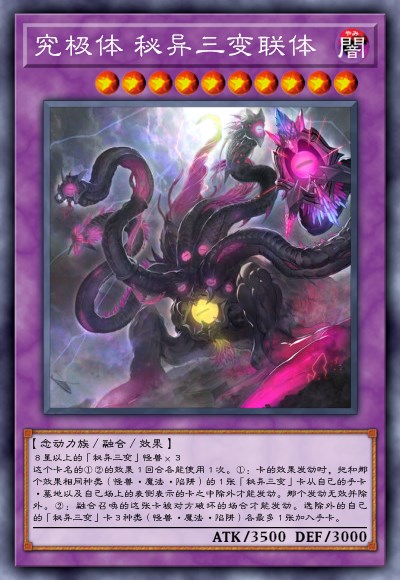 究极体 秘异三变联体
やみ
闇
【念动力族/融合/效果】
8星以上的「秘异三变」怪兽×3
这个卡名的①②的效果1回合各能使用1次。①：卡的效果发动时，把和那
个效果相同种类（怪兽·魔法·陷阱）的1张「秘异三变」卡从自己的手卡
·墓地以及自己场上的表侧表示的卡之中除外才能发动。那个发动无效并除
外。②：融合召唤的这张卡被对方破坏的场合才能发动。选除外的自己
的「秘异三变」卡3种类（怪兽·魔法·陷阱）各最多1张加入手卡。
ATK/3500 DEF/3000